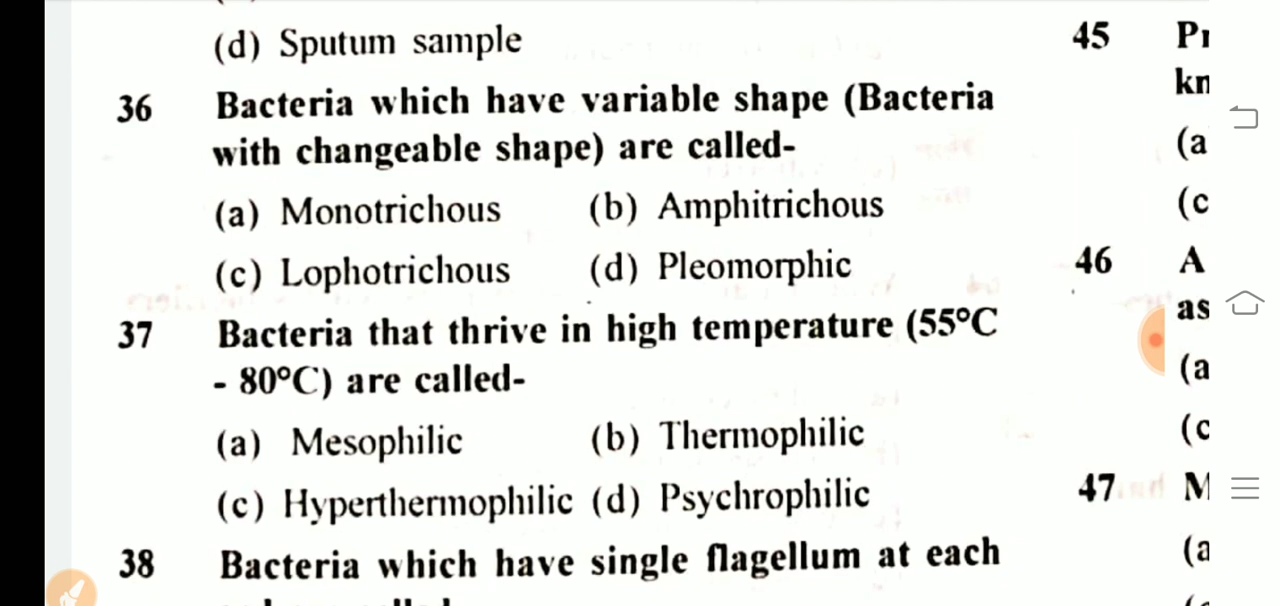 (d) Sputum sample
36 Bacteria which have variable shape (Bacteria
with changeable shape) are called-
(a) Monotrichous (b) Amphitrichous
(c) Lophotrichous (d) Pleomorphic
37 Bacteria that thrive in high temperature (55°C
- 80°C) are called-
(a) Mesophilic (b) Thermophilic
(c) Hyperthermophilic (d) Psychrophilic
38 Bacteria which have single flagellum at each
45
kn
(a
(c
46 A
as
(a
(c
47 M
(a